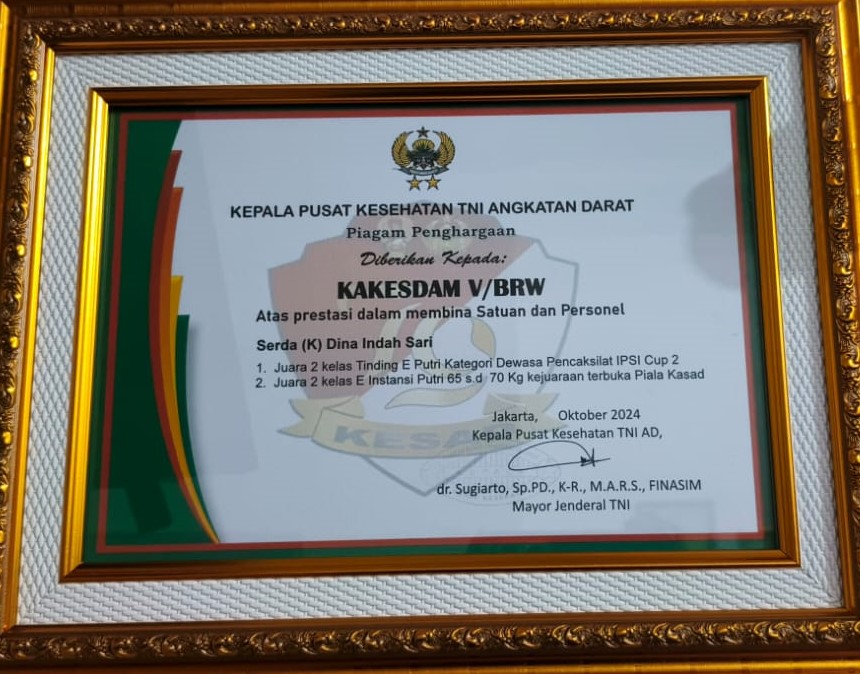 KEPALA PUSAT KESEHATAN TNI ANGKATAN DARAT
Piagam Penghargaan
Diberikan Kepada:
KAKESDAM V/BRW
Atas prestasi dalam membina Satuan dan Personel
Serda (K) Dina Indah Sari
1. Juara 2 kelas Tinding E Putri Kategori Dewasa Pencaksilat IPSI Cup 2
2. Juara 2 kelas E Instansi Putri 65 s.d 70 Kg kejuaraan terbuka Piala Kasad
Jakarta, Oktober 2024
Kepala Pusat Kesehatan TNI AD,
dr. Sugiarto, Sp.PD., K-R., M.A.R.S., FINASIM
Mayor Jenderal TNI